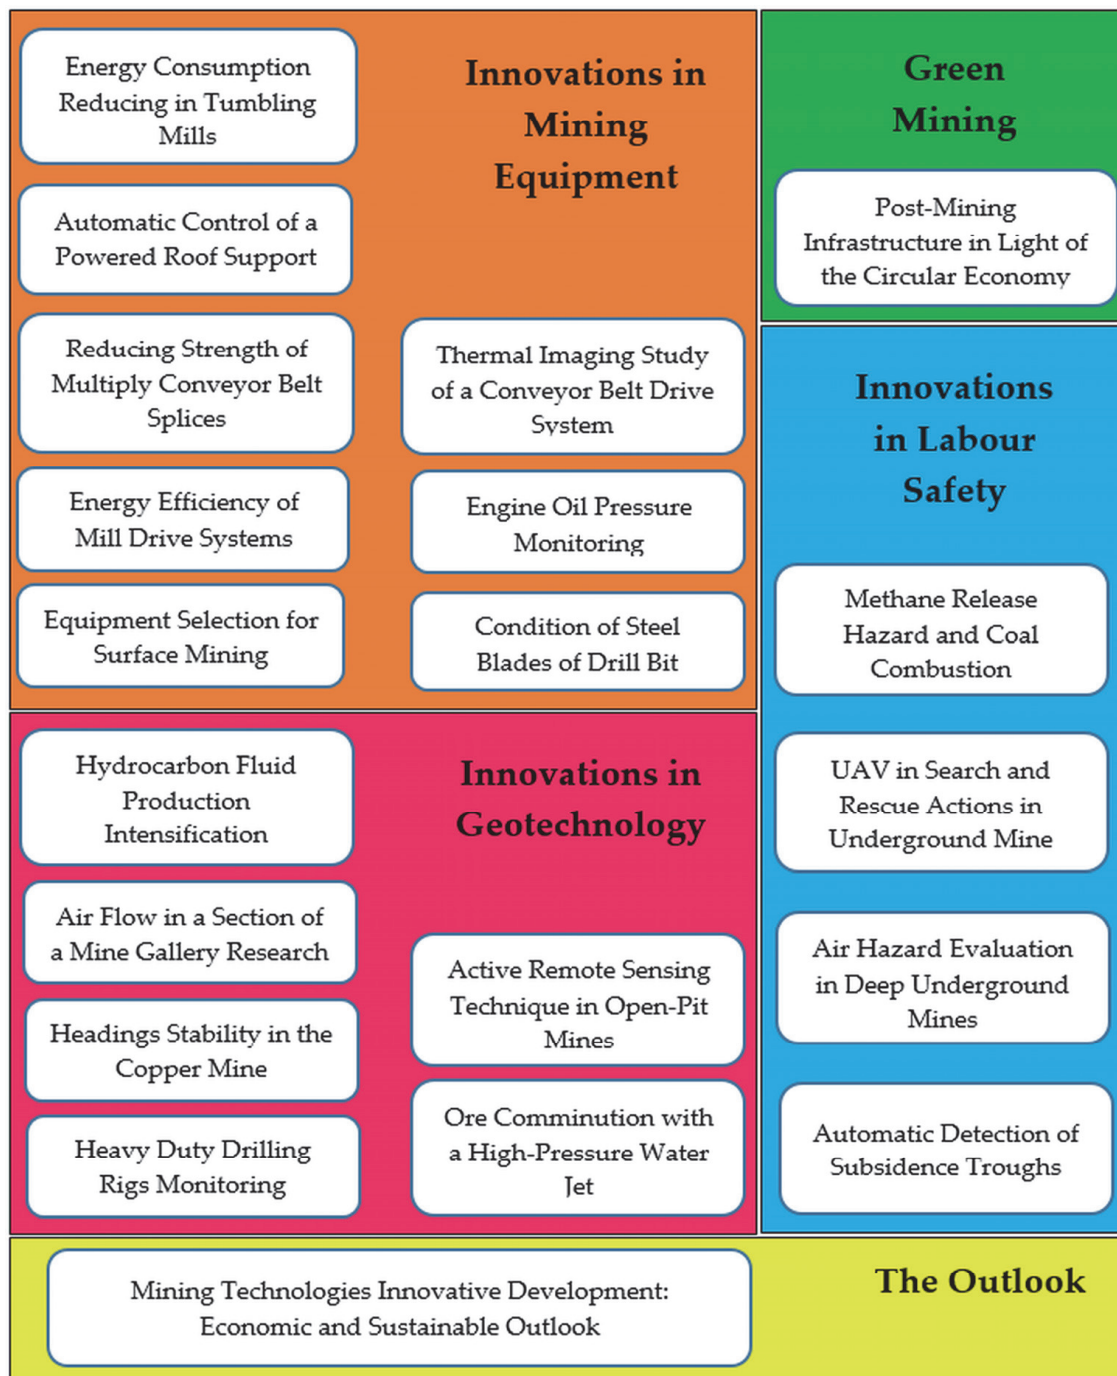 Innovations in
Mining
Equipment
Energy Consumption
Reducing in Tumbling
Mills
Automatic Control of a
Powered Roof Support
Reducing Strength of
Multiply Conveyor Belt
Splices
Energy Efficiency of
Mill Drive Systems
Equipment Selection for
Surface Mining
Thermal Imaging Study
of a Conveyor Belt Drive
System
Engine Oil Pressure
Monitoring
Condition of Steel
Blades of Drill Bit
Green
Mining
Post-Mining
Infrastructure in Light of
the Circular Economy
Innovations
in Labour
Safety
Methane Release
Hazard and Coal
Combustion
UAV in Search and
Rescue Actions in
Underground Mine
Air Hazard Evaluation
in Deep Underground
Mines
Automatic Detection of
Subsidence Troughs
Innovations in
Geotechnology
Hydrocarbon Fluid
Production
Intensification
Air Flow in a Section of
a Mine Gallery Research
Headings Stability in the
Copper Mine
Heavy Duty Drilling
Rigs Monitoring
Active Remote Sensing
Technique in Open-Pit
Mines
Ore Comminution with
a High-Pressure Water
Jet
The Outlook
Mining Technologies Innovative Development:
Economic and Sustainable Outlook